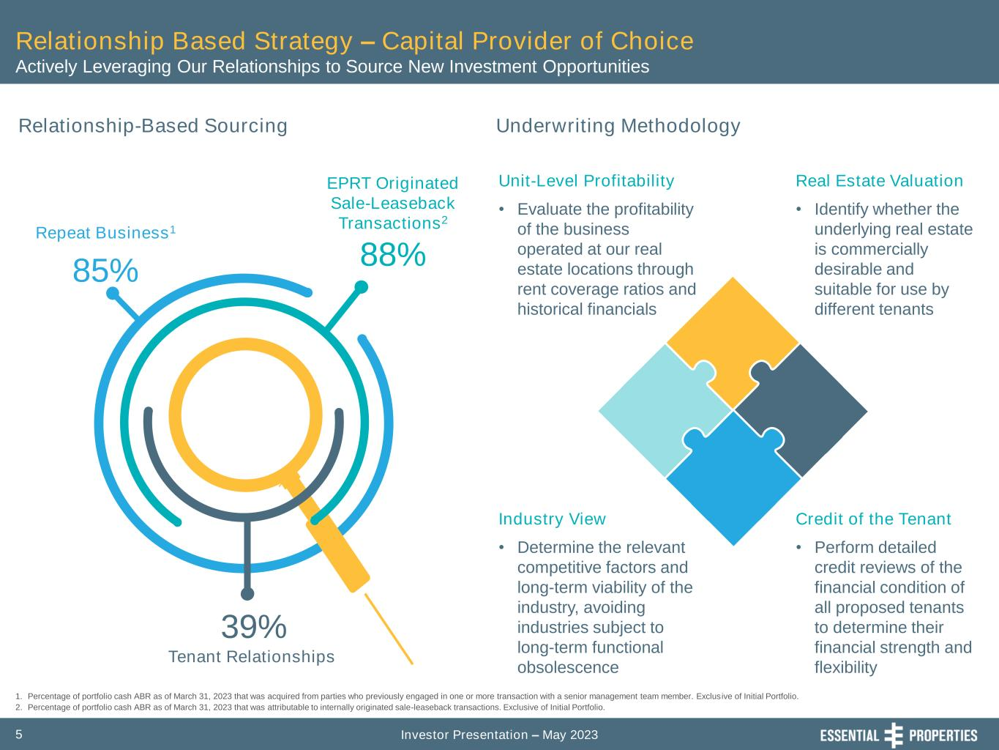 Relationship Based Strategy – Capital Provider of Choice
Actively Leveraging Our Relationships to Source New Investment Opportunities
Relationship-Based Sourcing
EPRT Originated
Sale-Leaseback
Transactions2
88%
Repeat Business1
85%
39%
Tenant Relationships
Underwriting Methodology
Unit-Level Profitability
• Evaluate the profitability
of the business
operated at our real
estate locations through
rent coverage ratios and
historical financials
Real Estate Valuation
• Identify whether the
underlying real estate
is commercially
desirable and
suitable for use by
different tenants
Industry View
• Determine the relevant
competitive factors and
long-term viability of the
industry, avoiding
industries subject to
long-term functional
obsolescence
Credit of the Tenant
• Perform detailed
credit reviews of the
financial condition of
all proposed tenants
to determine their
financial strength and
flexibility
1. Percentage of portfolio cash ABR as of March 31, 2023 that was acquired from parties who previously engaged in one or more transaction with a senior management team member. Exclusive of Initial Portfolio.
2. Percentage of portfolio cash ABR as of March 31, 2023 that was attributable to internally originated sale-leaseback transactions. Exclusive of Initial Portfolio.
5
Investor Presentation – May 2023
ESSENTIAL PROPERTIES